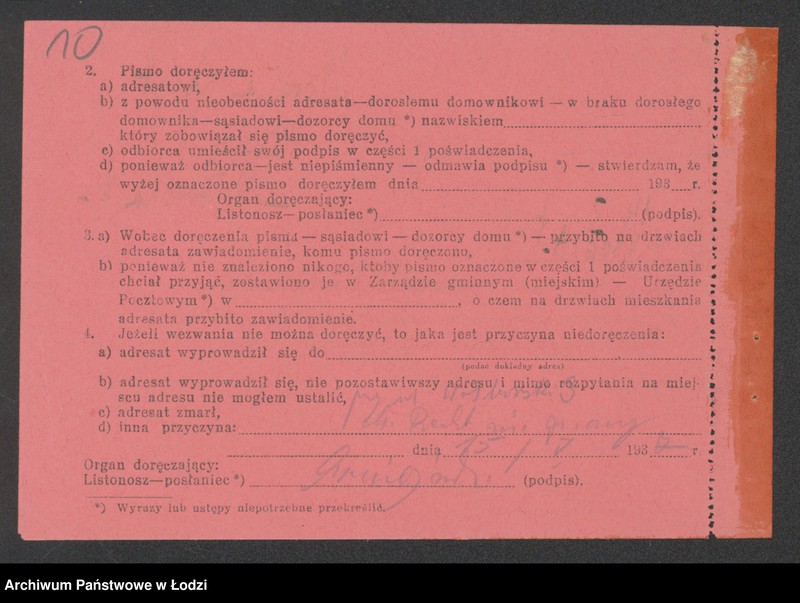 10
2. Pismo doręczyłem:
a) adresatowi,
b) z powodu nieobecności adresata—dorosłemu domownikowi — w braku dorosłego
domownika—sąsiadowi—dozorcy domu *) nazwiskiem
który zobowiązał się pismo doręczyć,
c) odbiorca umieścił swój podpis w części 1 poświadczenia,
d) ponieważ odbiorca—jest niepiśmienny — odmawia podpisu *) — stwierdzam, że
wyżej oznaczone pismo doręczyłem dnia 193 r.
Organ doręczający:
Listonosz—posłaniec *) (podpis).
3. a) Wobec doręczenia pisma — sąsiadowi — dozorcy domu *) — przybito na drzwiach
adresata zawiadomienie, komu pismo doręczono,
b) ponieważ nie znaleziono nikogo, ktoby pismo oznaczone w części 1 poświadczenia
chciał przyjąć, zostawiono je w Zarządzie gminnym (miejskim) — Urzędzie
Pocztowym *) w , o czem na drzwiach mieszkania
adresata przybito zawiadomienie.
4. Jeżeli wezwania nie można doręczyć, to jaka jest przyczyna niedoręczenia:
a) adresat wyprowadził się do
(podać dokładny adres)
b) adresat wyprowadził się, nie pozostawiwszy adresu i mimo rozpytania na miej-
scu adresu nie mogłem ustalić,
c) adresat zmarł,
d) inna przyczyna:
dnia 193 r
Organ doręczający:
Listonosz—posłaniec *) (podpis).
*) Wyrazy lub ustępy niepotrzebne przekreślić.
Archiwum Państwowe w Łodzi